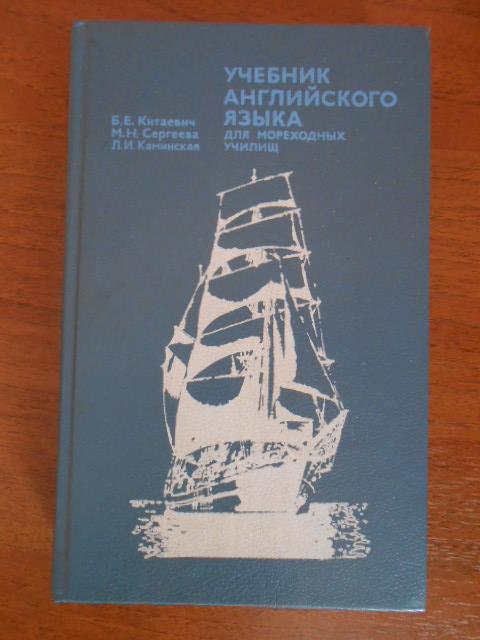 УЧЕБНИК
АНГЛИЙСКОГО
ЯЗЫКА
ДЛЯ МОРЕХОДНЫХ
УЧИЛИЩ
Б.Е. Китаевич
М.Н. Сергеева
Л.И. Каминская